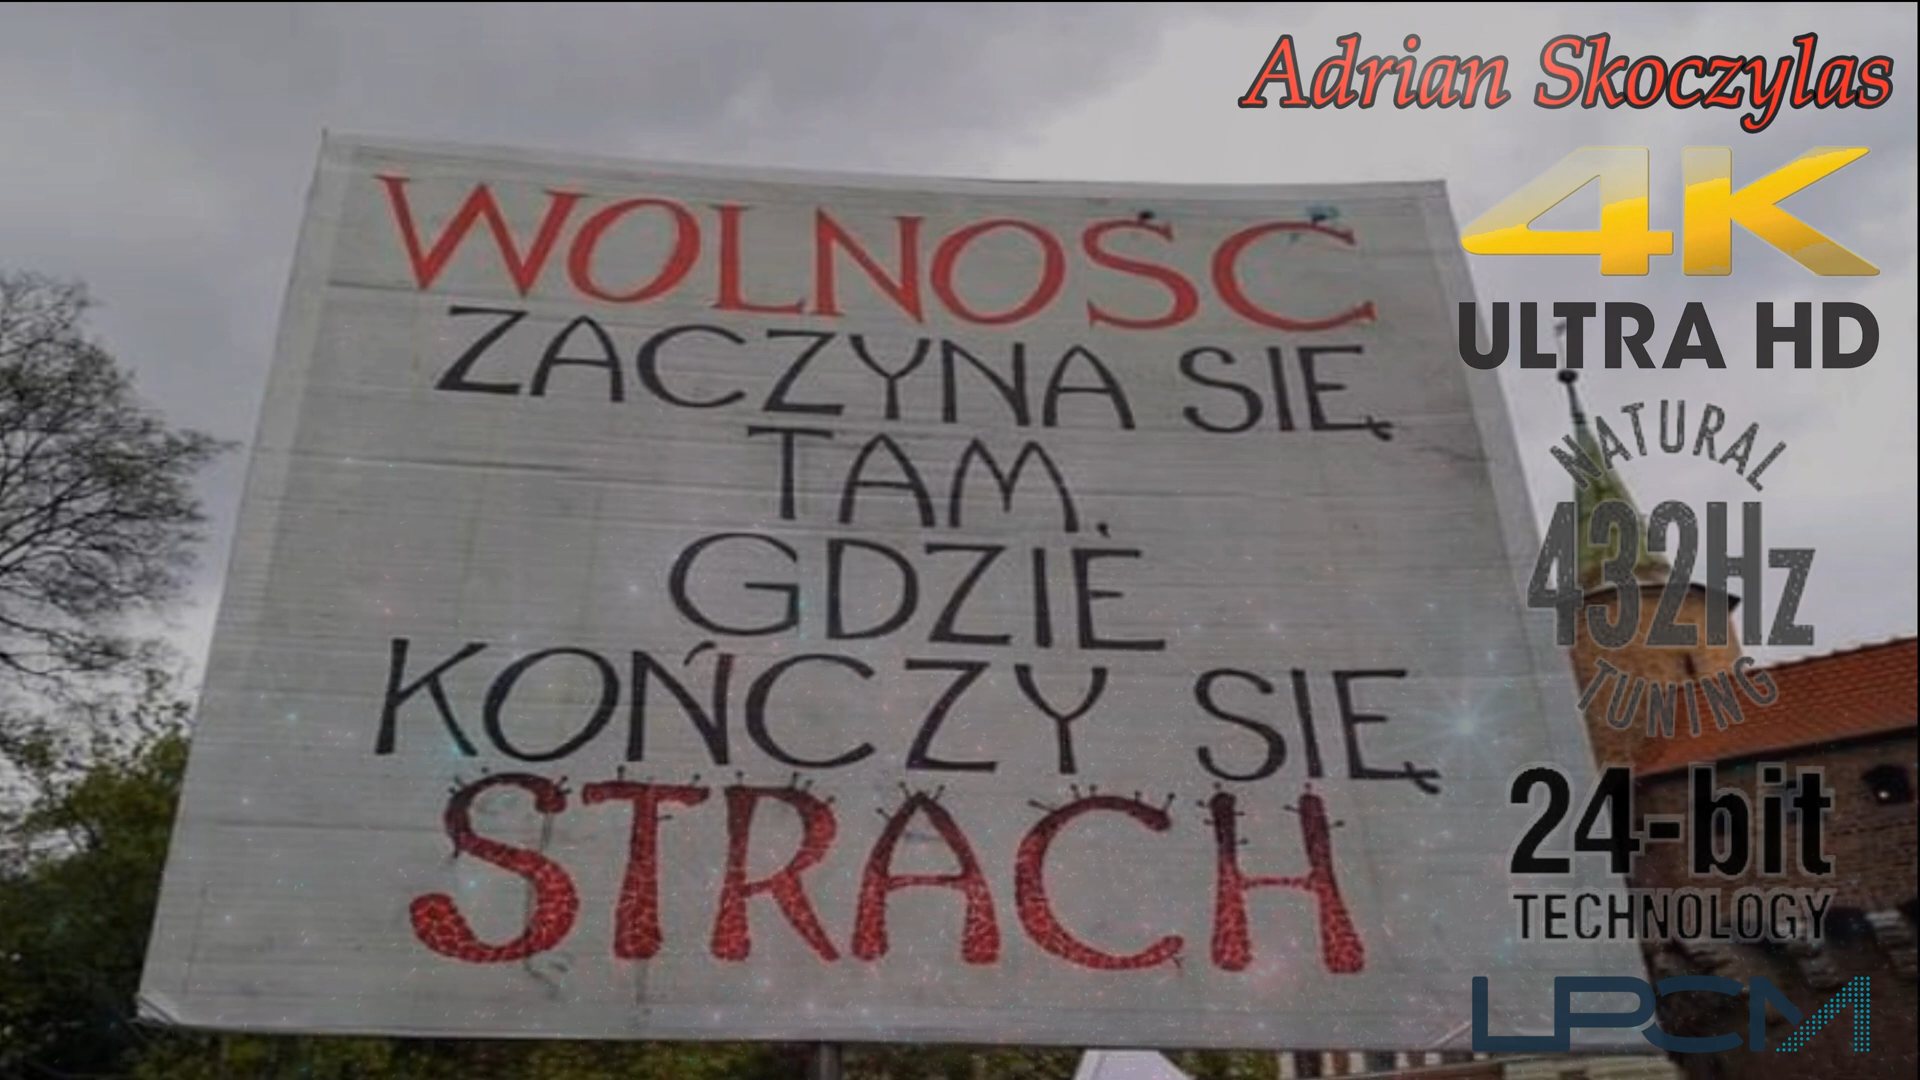 Adrian Skoczylas
4K
ULTRA HD
NATURAL
432Hz
TUNING
24-bit
TECHNOLOGY
LPCM
WOLNOŚĆ
ZACZYNA SIĘ
TAM,
GDZIE
KOŃCZY SIĘ
STRACH